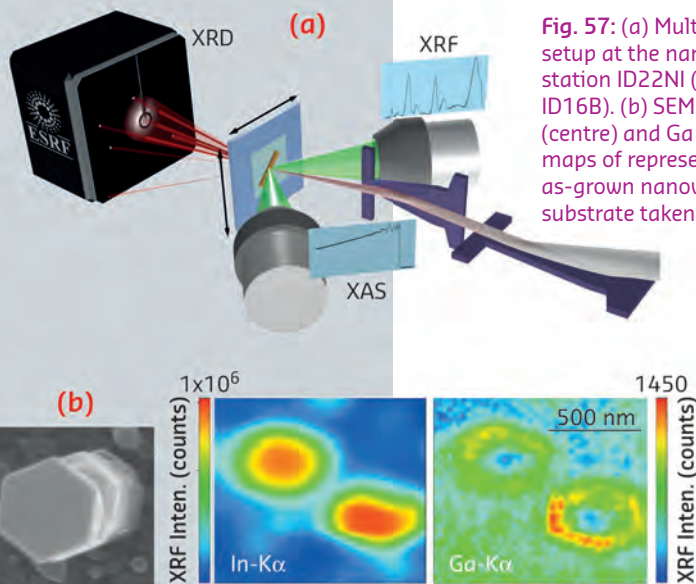 (a)
XRD
ESRF
XRF
XAS
Fig. 57: (a) Mult
setup at the nan
station ID22NI (
ID16B). (b) SEM
(centre) and Ga
maps of represe
as-grown nanow
substrate taken
(b)
1x10⁶
XRF Inten. (counts)
In-Kα
500 nm
Ga-Kα
1450
XRF Inten. (counts)